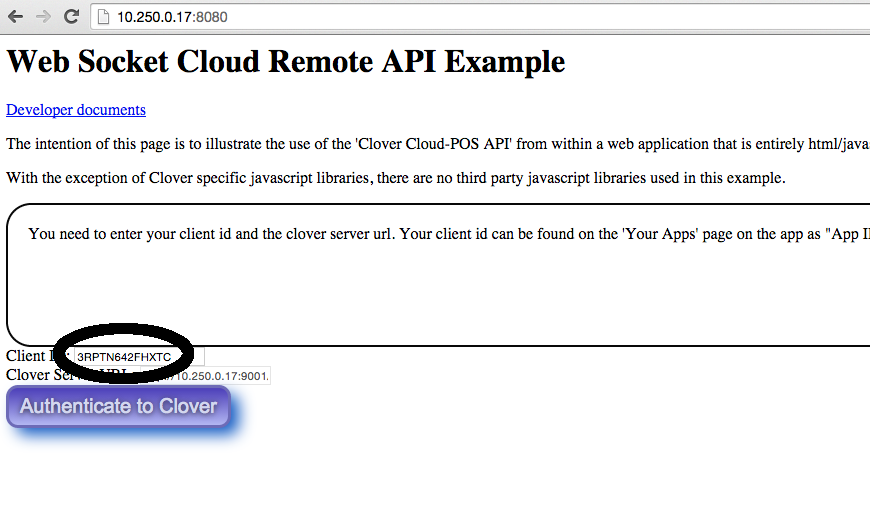 10.250.0.17:8080
Web Socket Cloud Remote API Example
Developer documents
The intention of this page is to illustrate the use of the 'Clover Cloud-POS API' from within a web application that is entirely html/java
With the exception of Clover specific javascript libraries, there are no third party javascript libraries used in this example.
You need to enter your client id and the clover server url. Your client id can be found on the 'Your Apps' page on the app as "App I
Client 3RPTN642FHXTC
Clover 10.250.0.17:9001
Authenticate to Clover